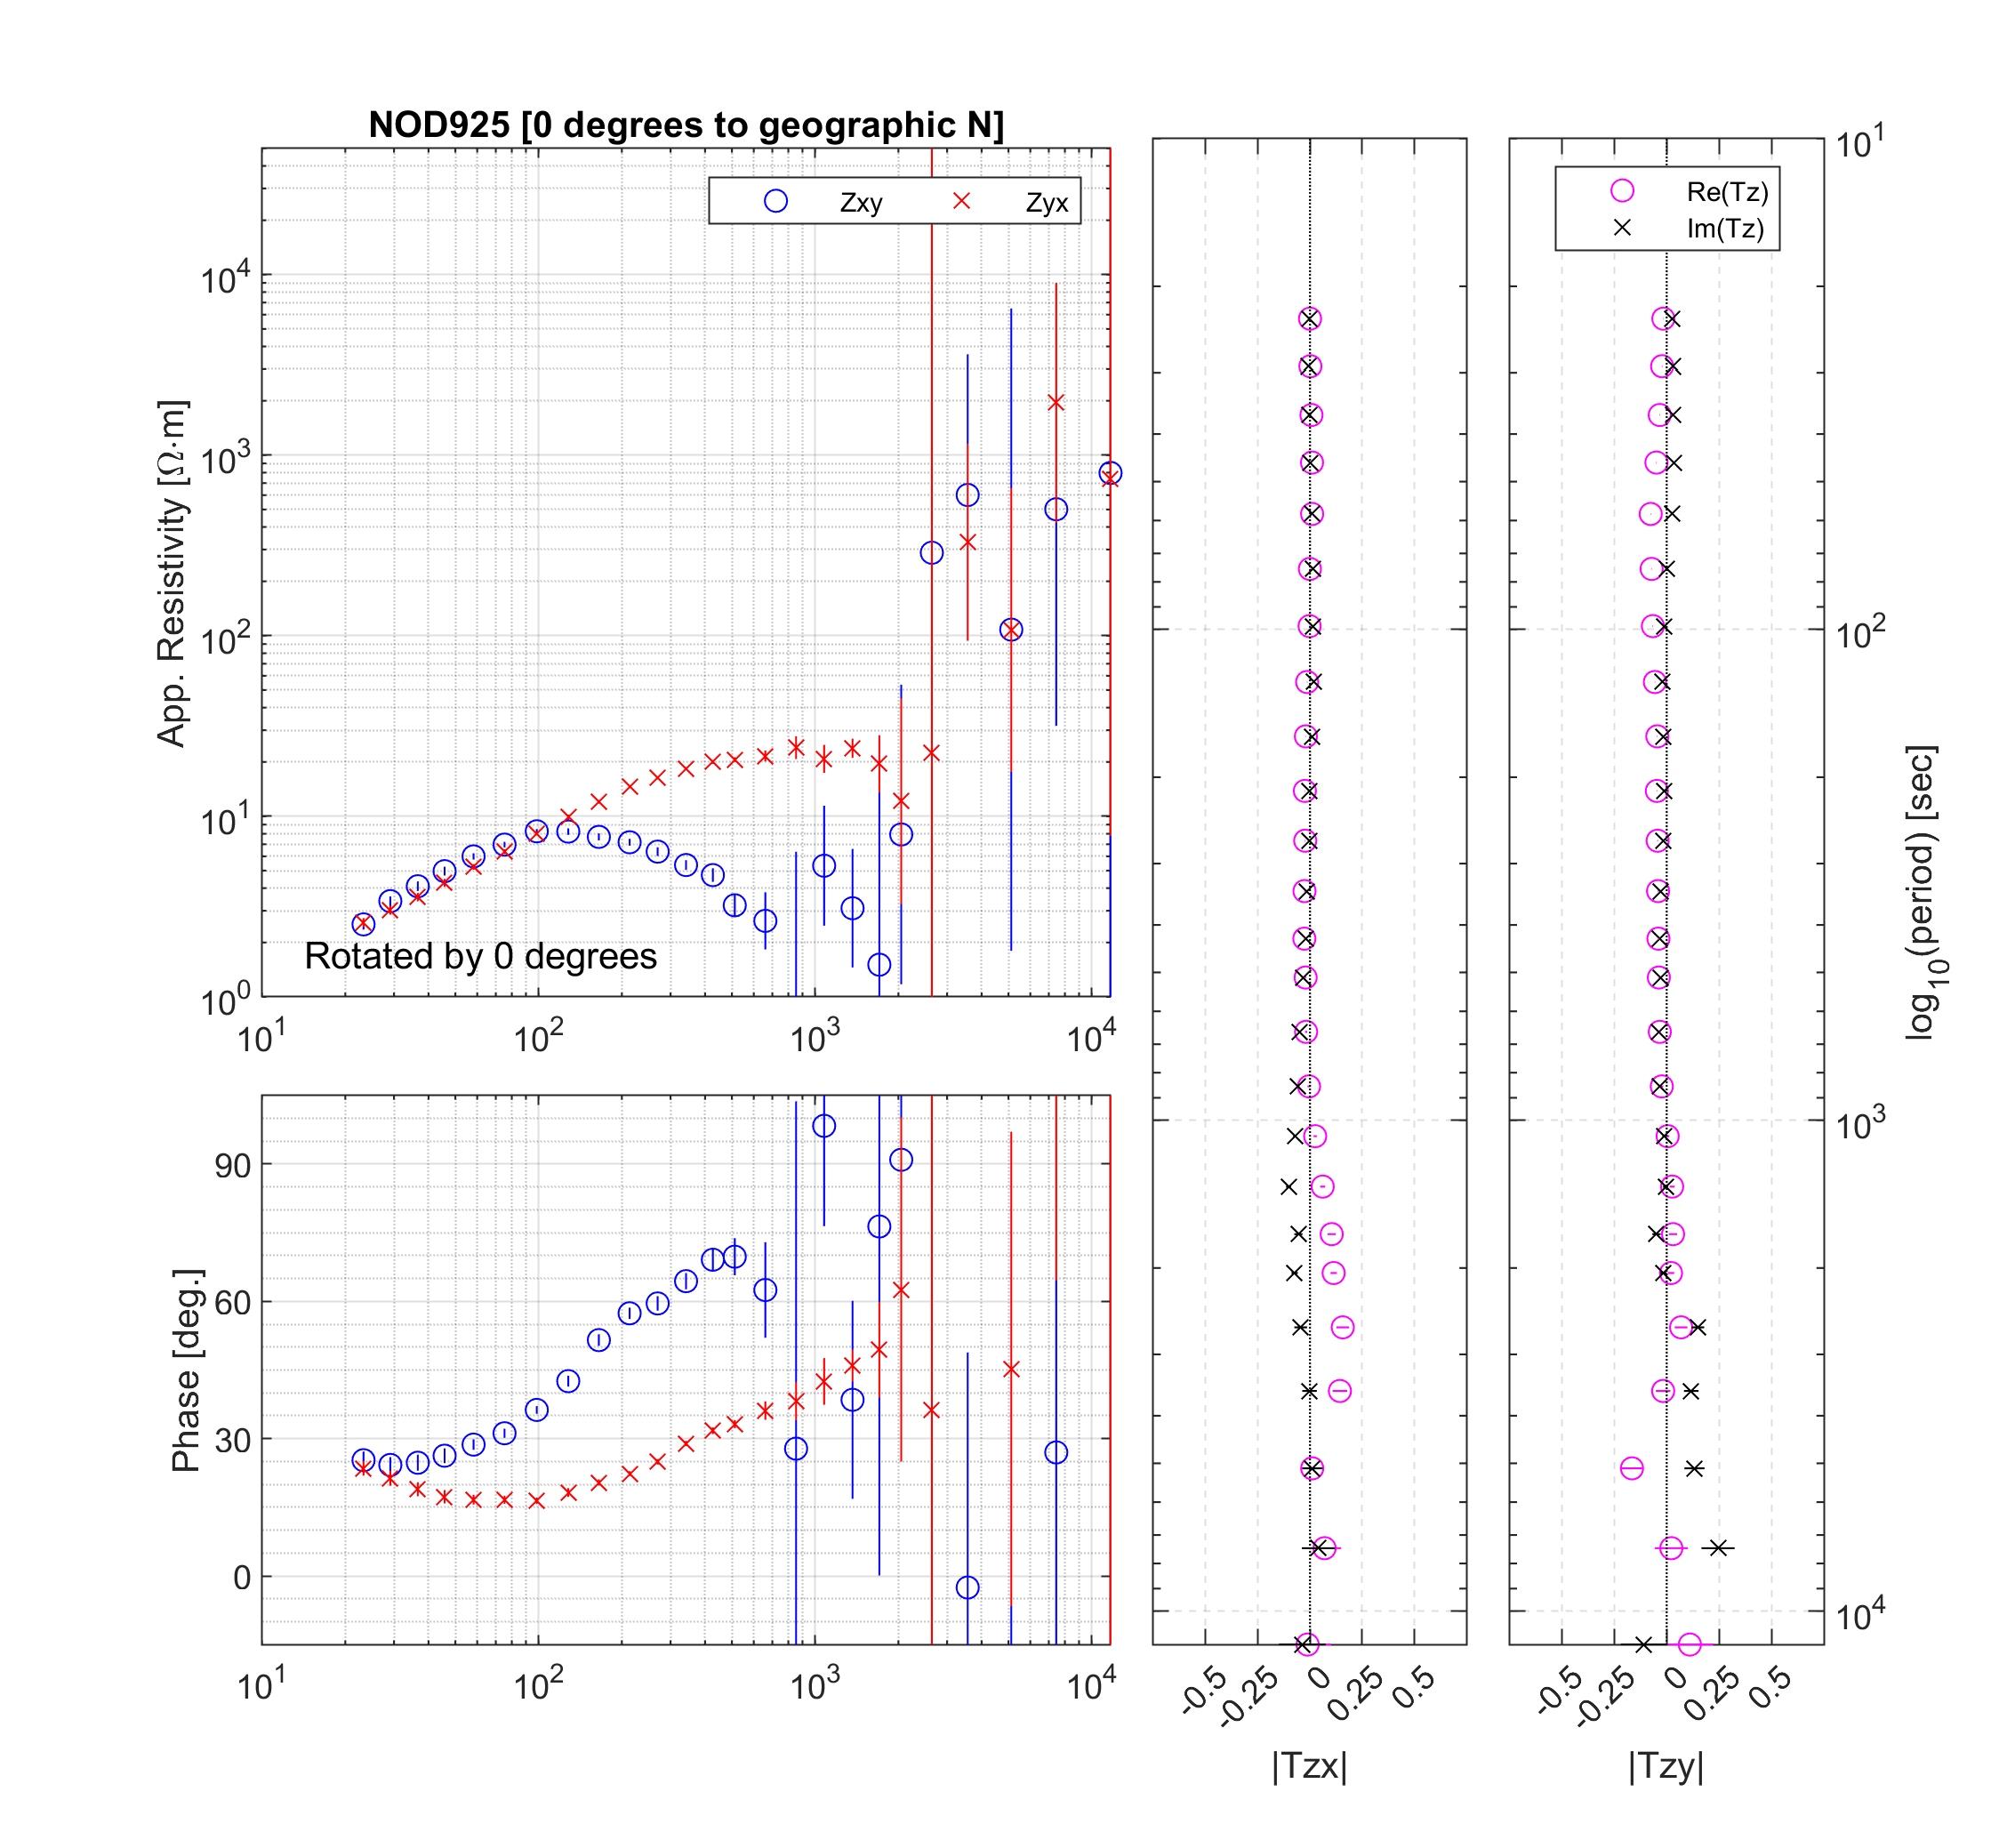 NOD925 [0 degrees to geographic N]
Zxy Zyx
App. Resistivity [Ω·m]
10^4
10^3
10^2
10^1
10^0
Rotated by 0 degrees
10^1 10^2 10^3 10^4
Phase [deg.]
90
60
30
0
10^1 10^2 10^3 10^4
-0.5 -0.25 0 0.25 0.5
|Tzx|
Re(Tz)
Im(Tz)
10^1
10^2
10^3
10^4
log10(period) [sec]
-0.5 -0.25 0 0.25 0.5
|Tzy|